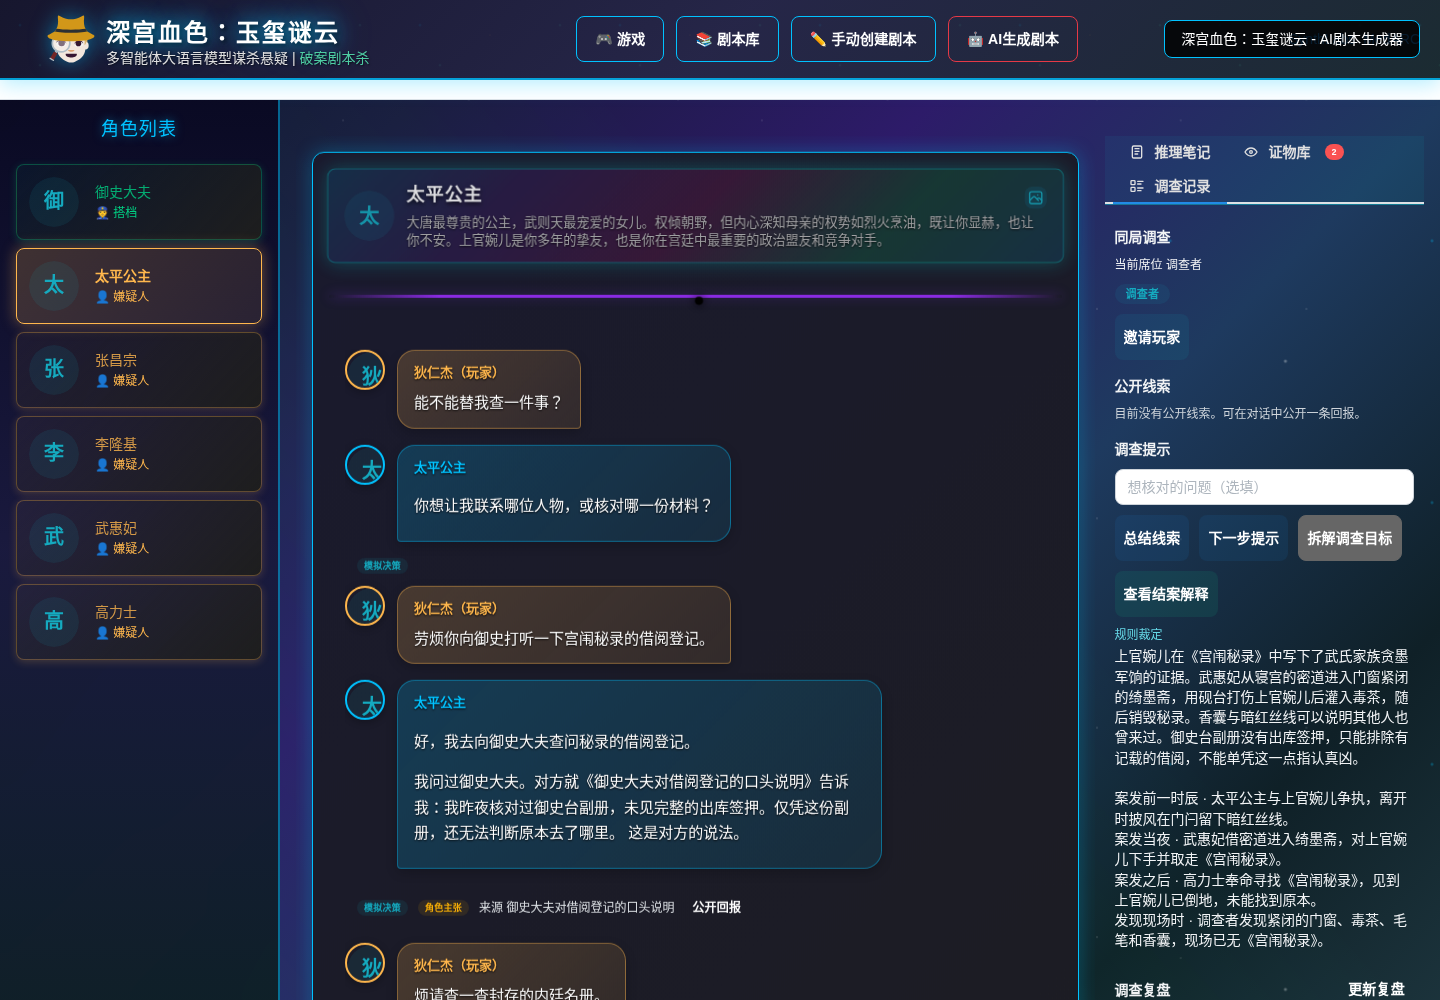 深宫血色：玉玺谜云
多智能体大语言模型谋杀悬疑 | 破案剧本杀
🎮 游戏
📚 剧本库
✏️ 手动创建剧本
🤖 AI生成剧本
深宫血色：玉玺谜云 - AI剧本生成器
角色列表
御
御史大夫
搭档
太
太平公主
嫌疑人
张
张昌宗
嫌疑人
李
李隆基
嫌疑人
武
武惠妃
嫌疑人
高
高力士
嫌疑人
太
太平公主
大唐最尊贵的公主，武则天最宠爱的女儿。权倾朝野，但内心深知母亲的权势如烈火烹油，既让你显赫，也让
你不安。上官婉儿是你多年的挚友，也是你在宫廷中最重要的政治盟友和竞争对手。
狄
狄仁杰（玩家）
能不能替我查一件事？
太
太平公主
你想让我联系哪位人物，或核对哪一份材料？
模拟决策
狄
狄仁杰（玩家）
劳烦你向御史打听一下宫闱秘录的借阅登记。
太
太平公主
好，我去向御史大夫查问秘录的借阅登记。
我问过御史大夫。对方就《御史大夫对借阅登记的口头说明》告诉
我：我昨夜核对过御史台副册，未见完整的出库签押。仅凭这份副
册，还无法判断原本去了哪里。 这是对方的说法。
模拟决策 角色主张 来源 御史大夫对借阅登记的口头说明 公开回报
狄
狄仁杰（玩家）
烦请查一查封存的内廷名册。
推理笔记
证物库 2
调查记录
同局调查
当前席位 调查者
调查者
邀请玩家
公开线索
目前没有公开线索。可在对话中公开一条回报。
调查提示
想核对的问题（选填）
总结线索 下一步提示 拆解调查目标
查看结案解释
规则裁定
上官婉儿在《宫闱秘录》中写下了武氏家族贪墨
军饷的证据。武惠妃从寝宫的密道进入门窗紧闭
的绮墨斋，用砚台打伤上官婉儿后灌入毒茶，随
后销毁秘录。香囊与暗红丝线可以说明其他人也
曾来过。御史台副册没有出库签押，只能排除有
记载的借阅，不能单凭这一点指认真凶。
案发前一时辰 · 太平公主与上官婉儿争执，离开
时披风在门闩留下暗红丝线。
案发当夜 · 武惠妃借密道进入绮墨斋，对上官婉
儿下手并取走《宫闱秘录》。
案发之后 · 高力士奉命寻找《宫闱秘录》，见到
上官婉儿已倒地，未能找到原本。
发现现场时 · 调查者发现紧闭的门窗、毒茶、毛
笔和香囊，现场已无《宫闱秘录》。
调查复盘 更新复盘